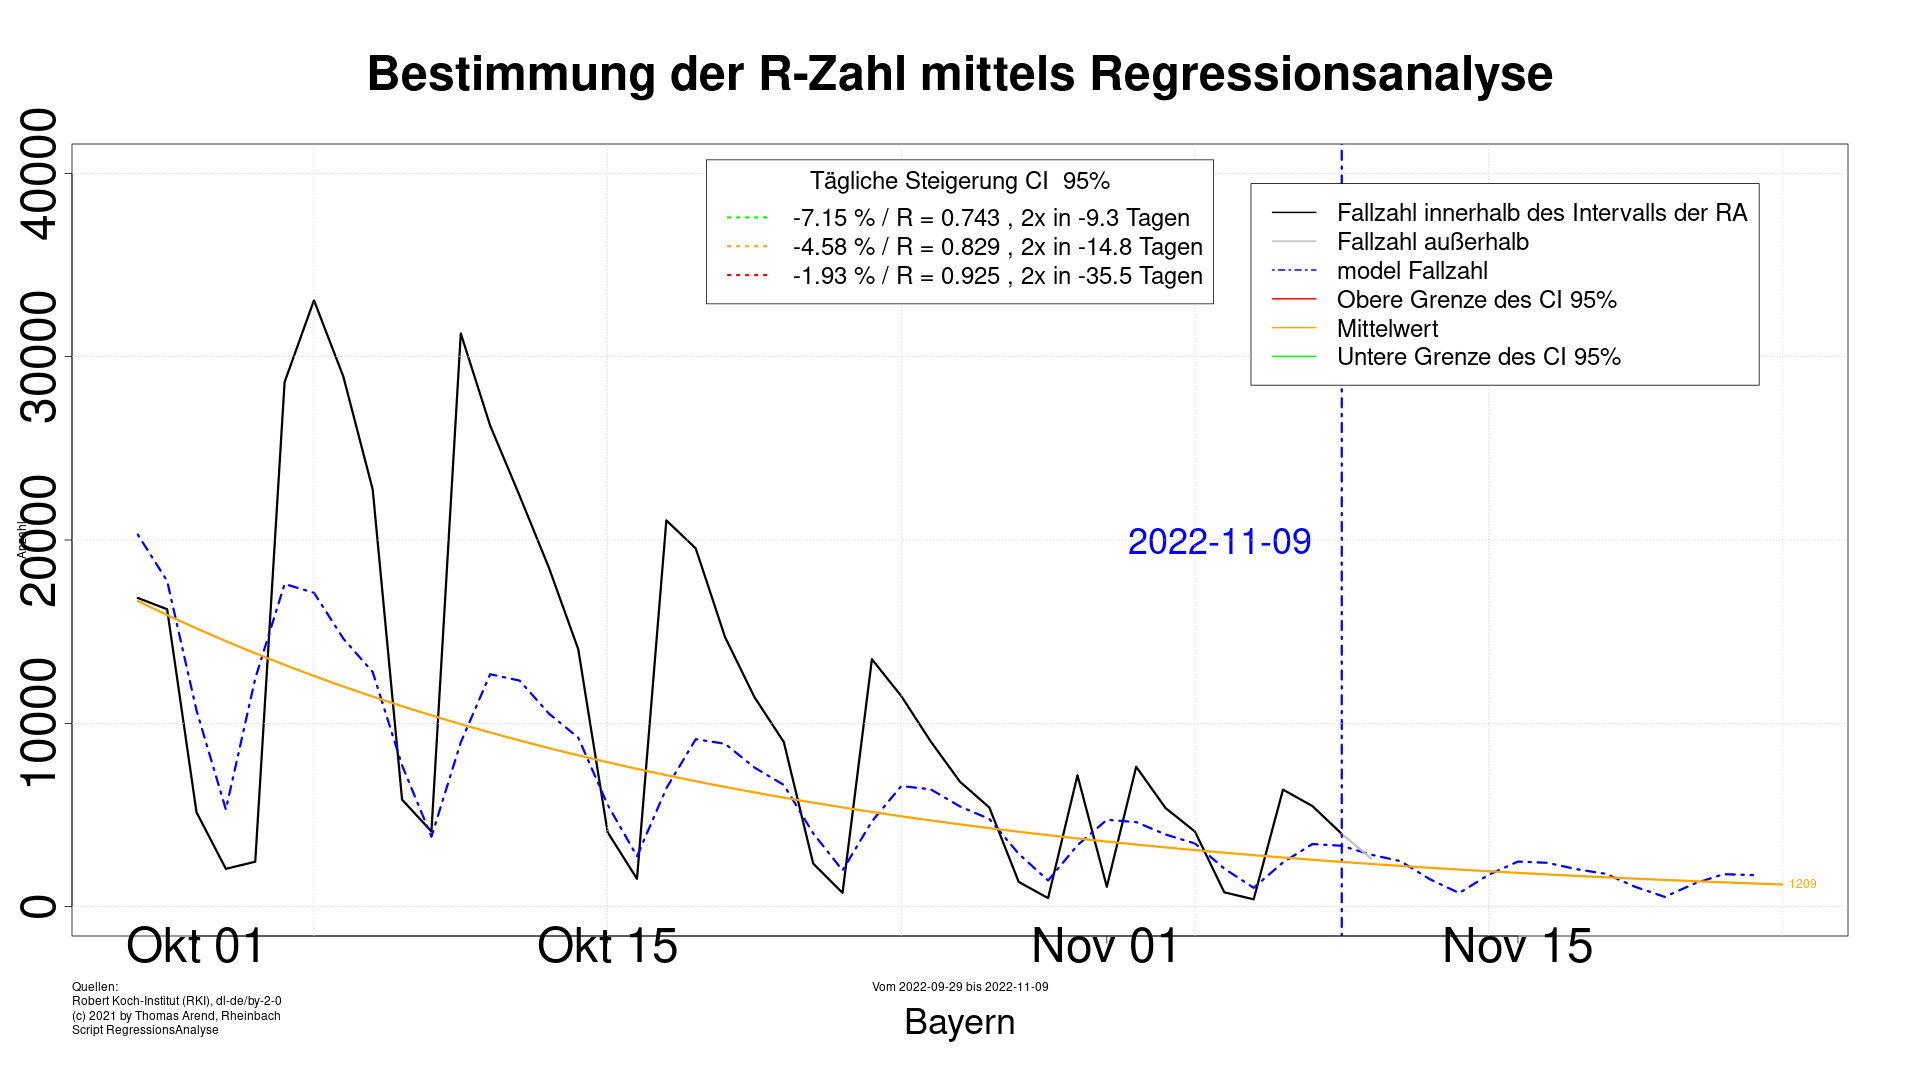 Bestimmung der R-Zahl mittels Regressionsanalyse
Anzahl
40000
30000
20000
10000
0
Tägliche Steigerung CI  95%
-7.15 % / R = 0.743 , 2x in -9.3 Tagen
-4.58 % / R = 0.829 , 2x in -14.8 Tagen
-1.93 % / R = 0.925 , 2x in -35.5 Tagen
Fallzahl innerhalb des Intervalls der RA
Fallzahl außerhalb
model Fallzahl
Obere Grenze des CI 95%
Mittelwert
Untere Grenze des CI 95%
2022-11-09
1209
Okt 01
Okt 15
Nov 01
Nov 15
Quellen:
Robert Koch-Institut (RKI), dl-de/by-2-0
(c) 2021 by Thomas Arend, Rheinbach
Script RegressionsAnalyse
Vom 2022-09-29 bis 2022-11-09
Bayern